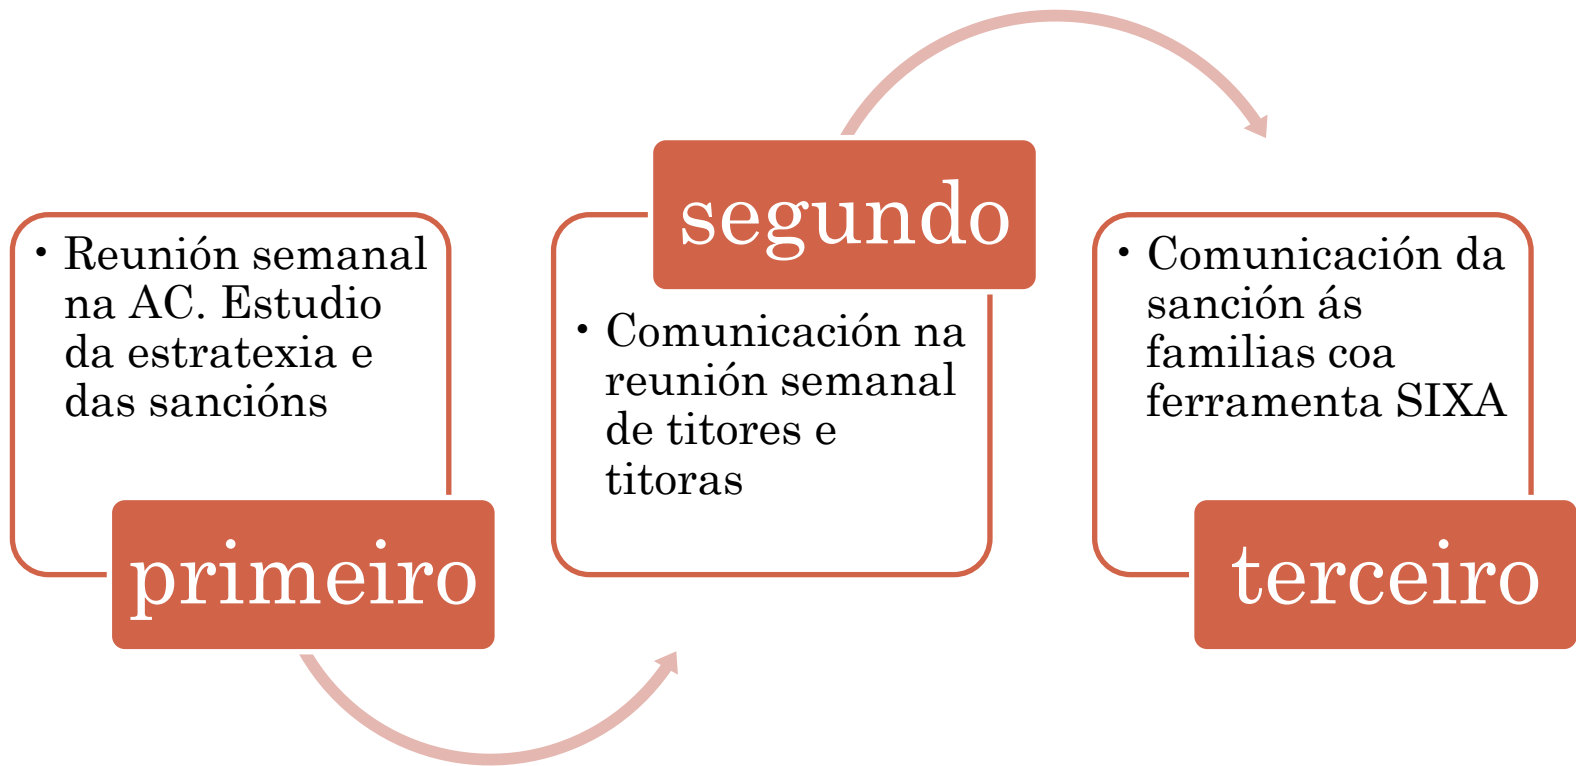 • Reunión semanal
na AC. Estudio
da estratexia e
das sancións
primeiro
segundo
• Comunicación na
reunión semanal
de titores e
titoras
• Comunicación da
sanción ás
familias coa
ferramenta SIXA
terceiro